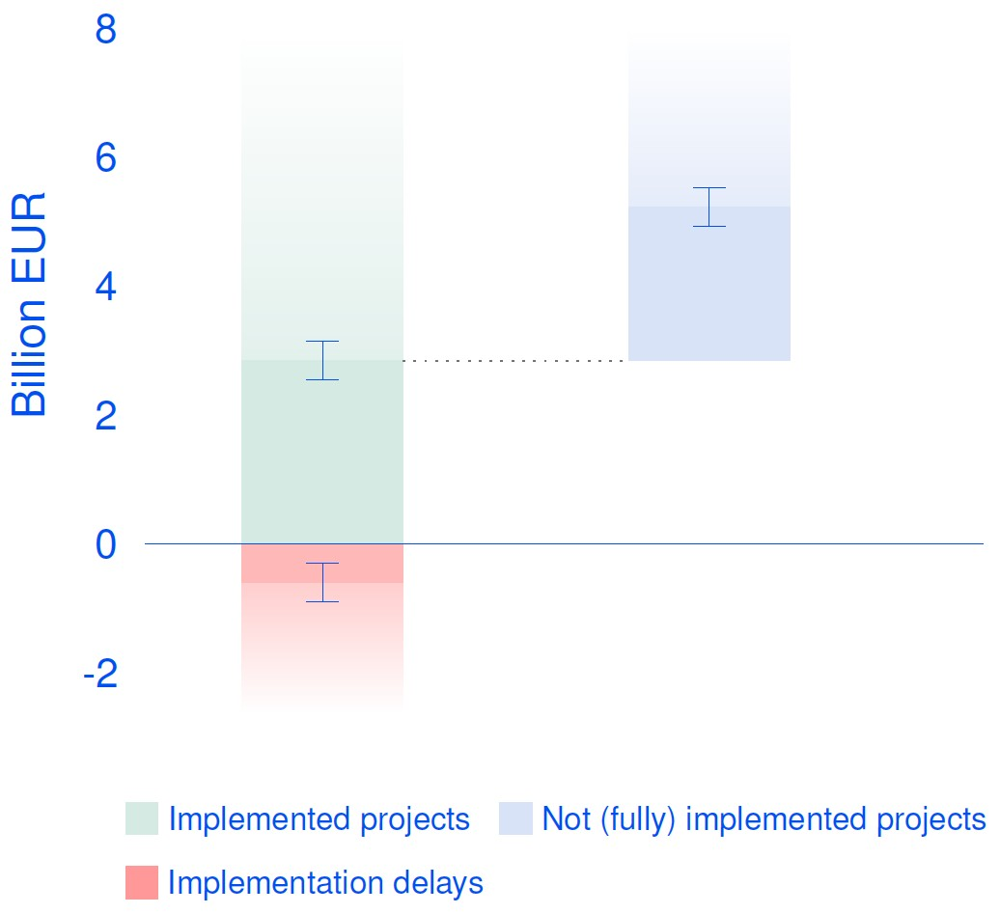 8
6
4
2
0
-2
Billion EUR
Implemented projects
Not (fully) implemented projects
Implementation delays